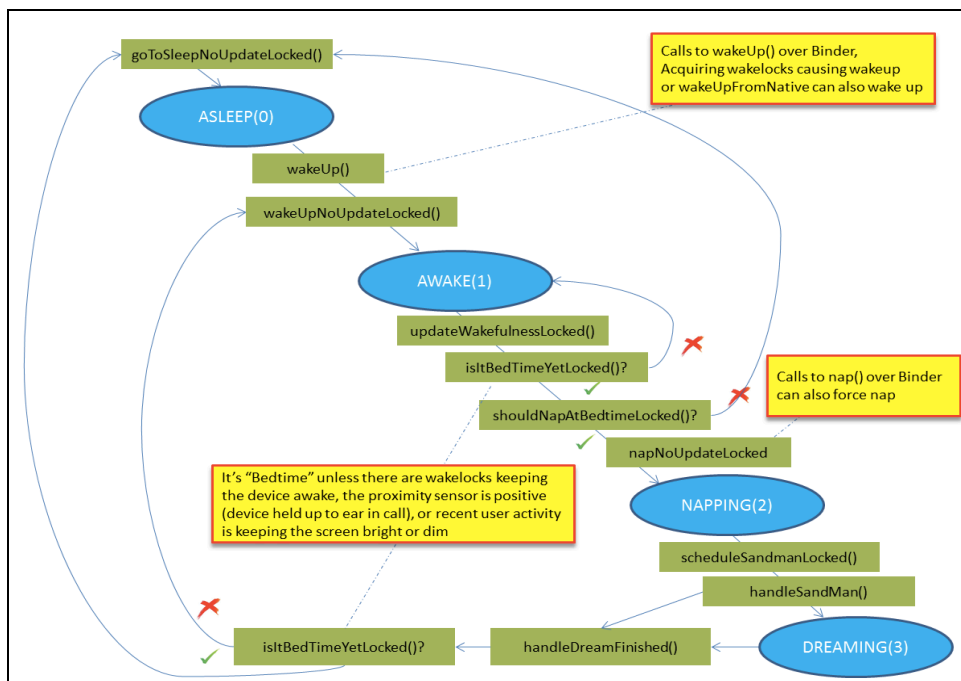 goToSleepNoUpdateLocked()
Calls to wakeUp() over Binder,
Acquiring wakelocks causing wakeup
or wakeUpFromNative can also wake up
ASLEEP(0)
wakeUp()
wakeUpNoUpdateLocked()
AWAKE(1)
updateWakefulnessLocked()
isItBedTimeYetLocked()?
Calls to nap() over Binder
can also force nap
shouldNapAtBedtimeLocked()?
napNoUpdateLocked
It's “Bedtime” unless there are wakelocks keeping
the device awake, the proximity sensor is positive
(device held up to ear in call), or recent user activity
is keeping the screen bright or dim
NAPPING(2)
scheduleSandmanLocked()
handleSandMan()
isItBedTimeYetLocked()?
handleDreamFinished()
DREAMING(3)